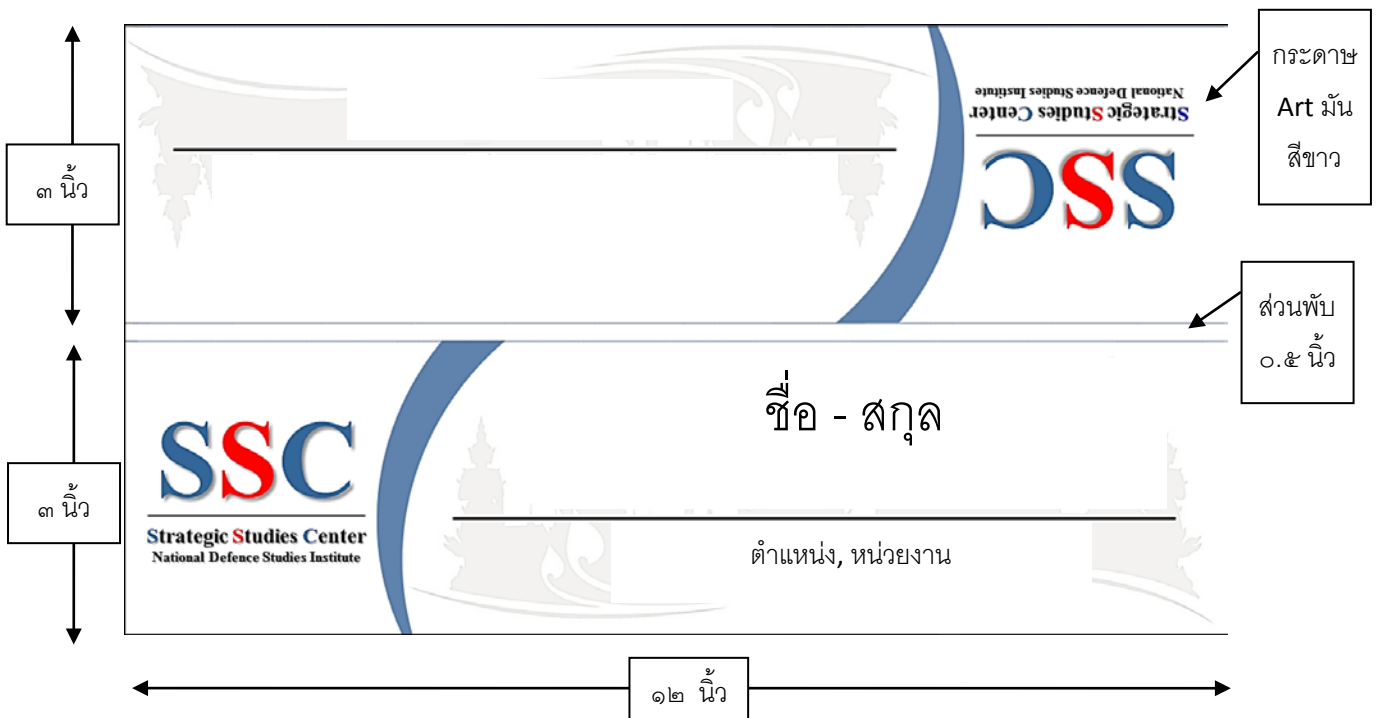 National Defence Studies Institute
Strategic Studies Center
SSC
กระดาษ
Art มัน
สีขาว
๓ นิ้ว
ส่วนพับ
๐.๕ นิ้ว
ชื่อ - สกุล
SSC
Strategic Studies Center
National Defence Studies Institute
๓ นิ้ว
ตำแหน่ง, หน่วยงาน
๑๒ นิ้ว